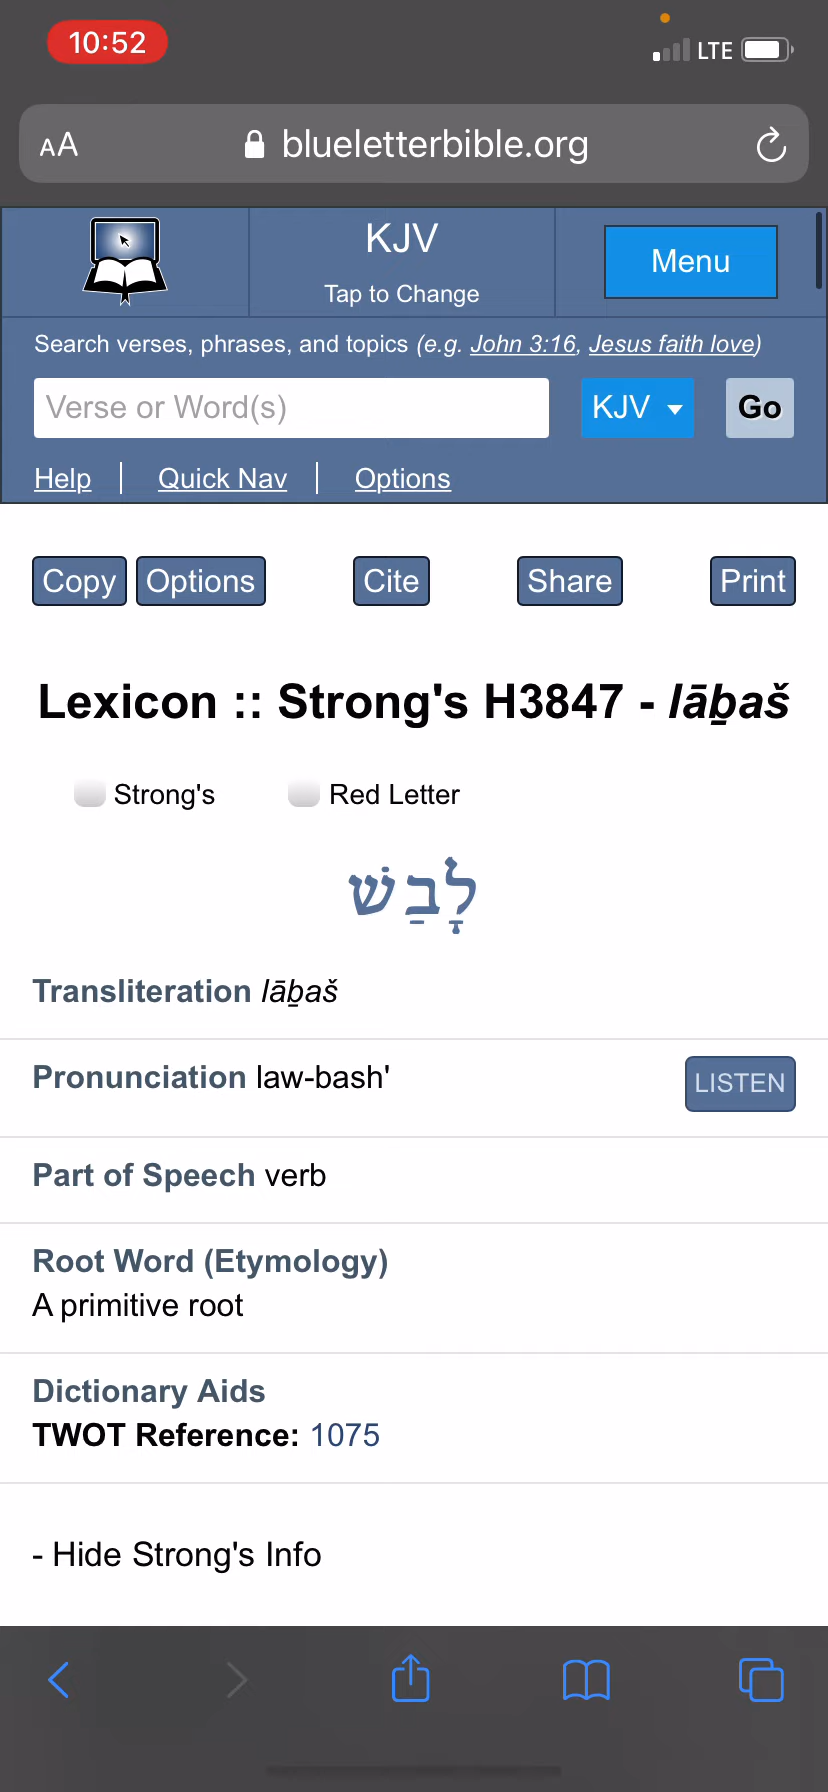 10:52
LTE
AA blueletterbible.org
KJV
Tap to Change
Menu
Search verses, phrases, and topics (e.g. John 3:16, Jesus faith love)
Verse or Word(s) KJV Go
Help | Quick Nav | Options
Copy Options Cite Share Print
Lexicon :: Strong's H3847 - lāḇaš
Strong's Red Letter
לָבַשׁ
Transliteration lāḇaš
Pronunciation law-bash'
LISTEN
Part of Speech verb
Root Word (Etymology)
A primitive root
Dictionary Aids
TWOT Reference: 1075
- Hide Strong's Info